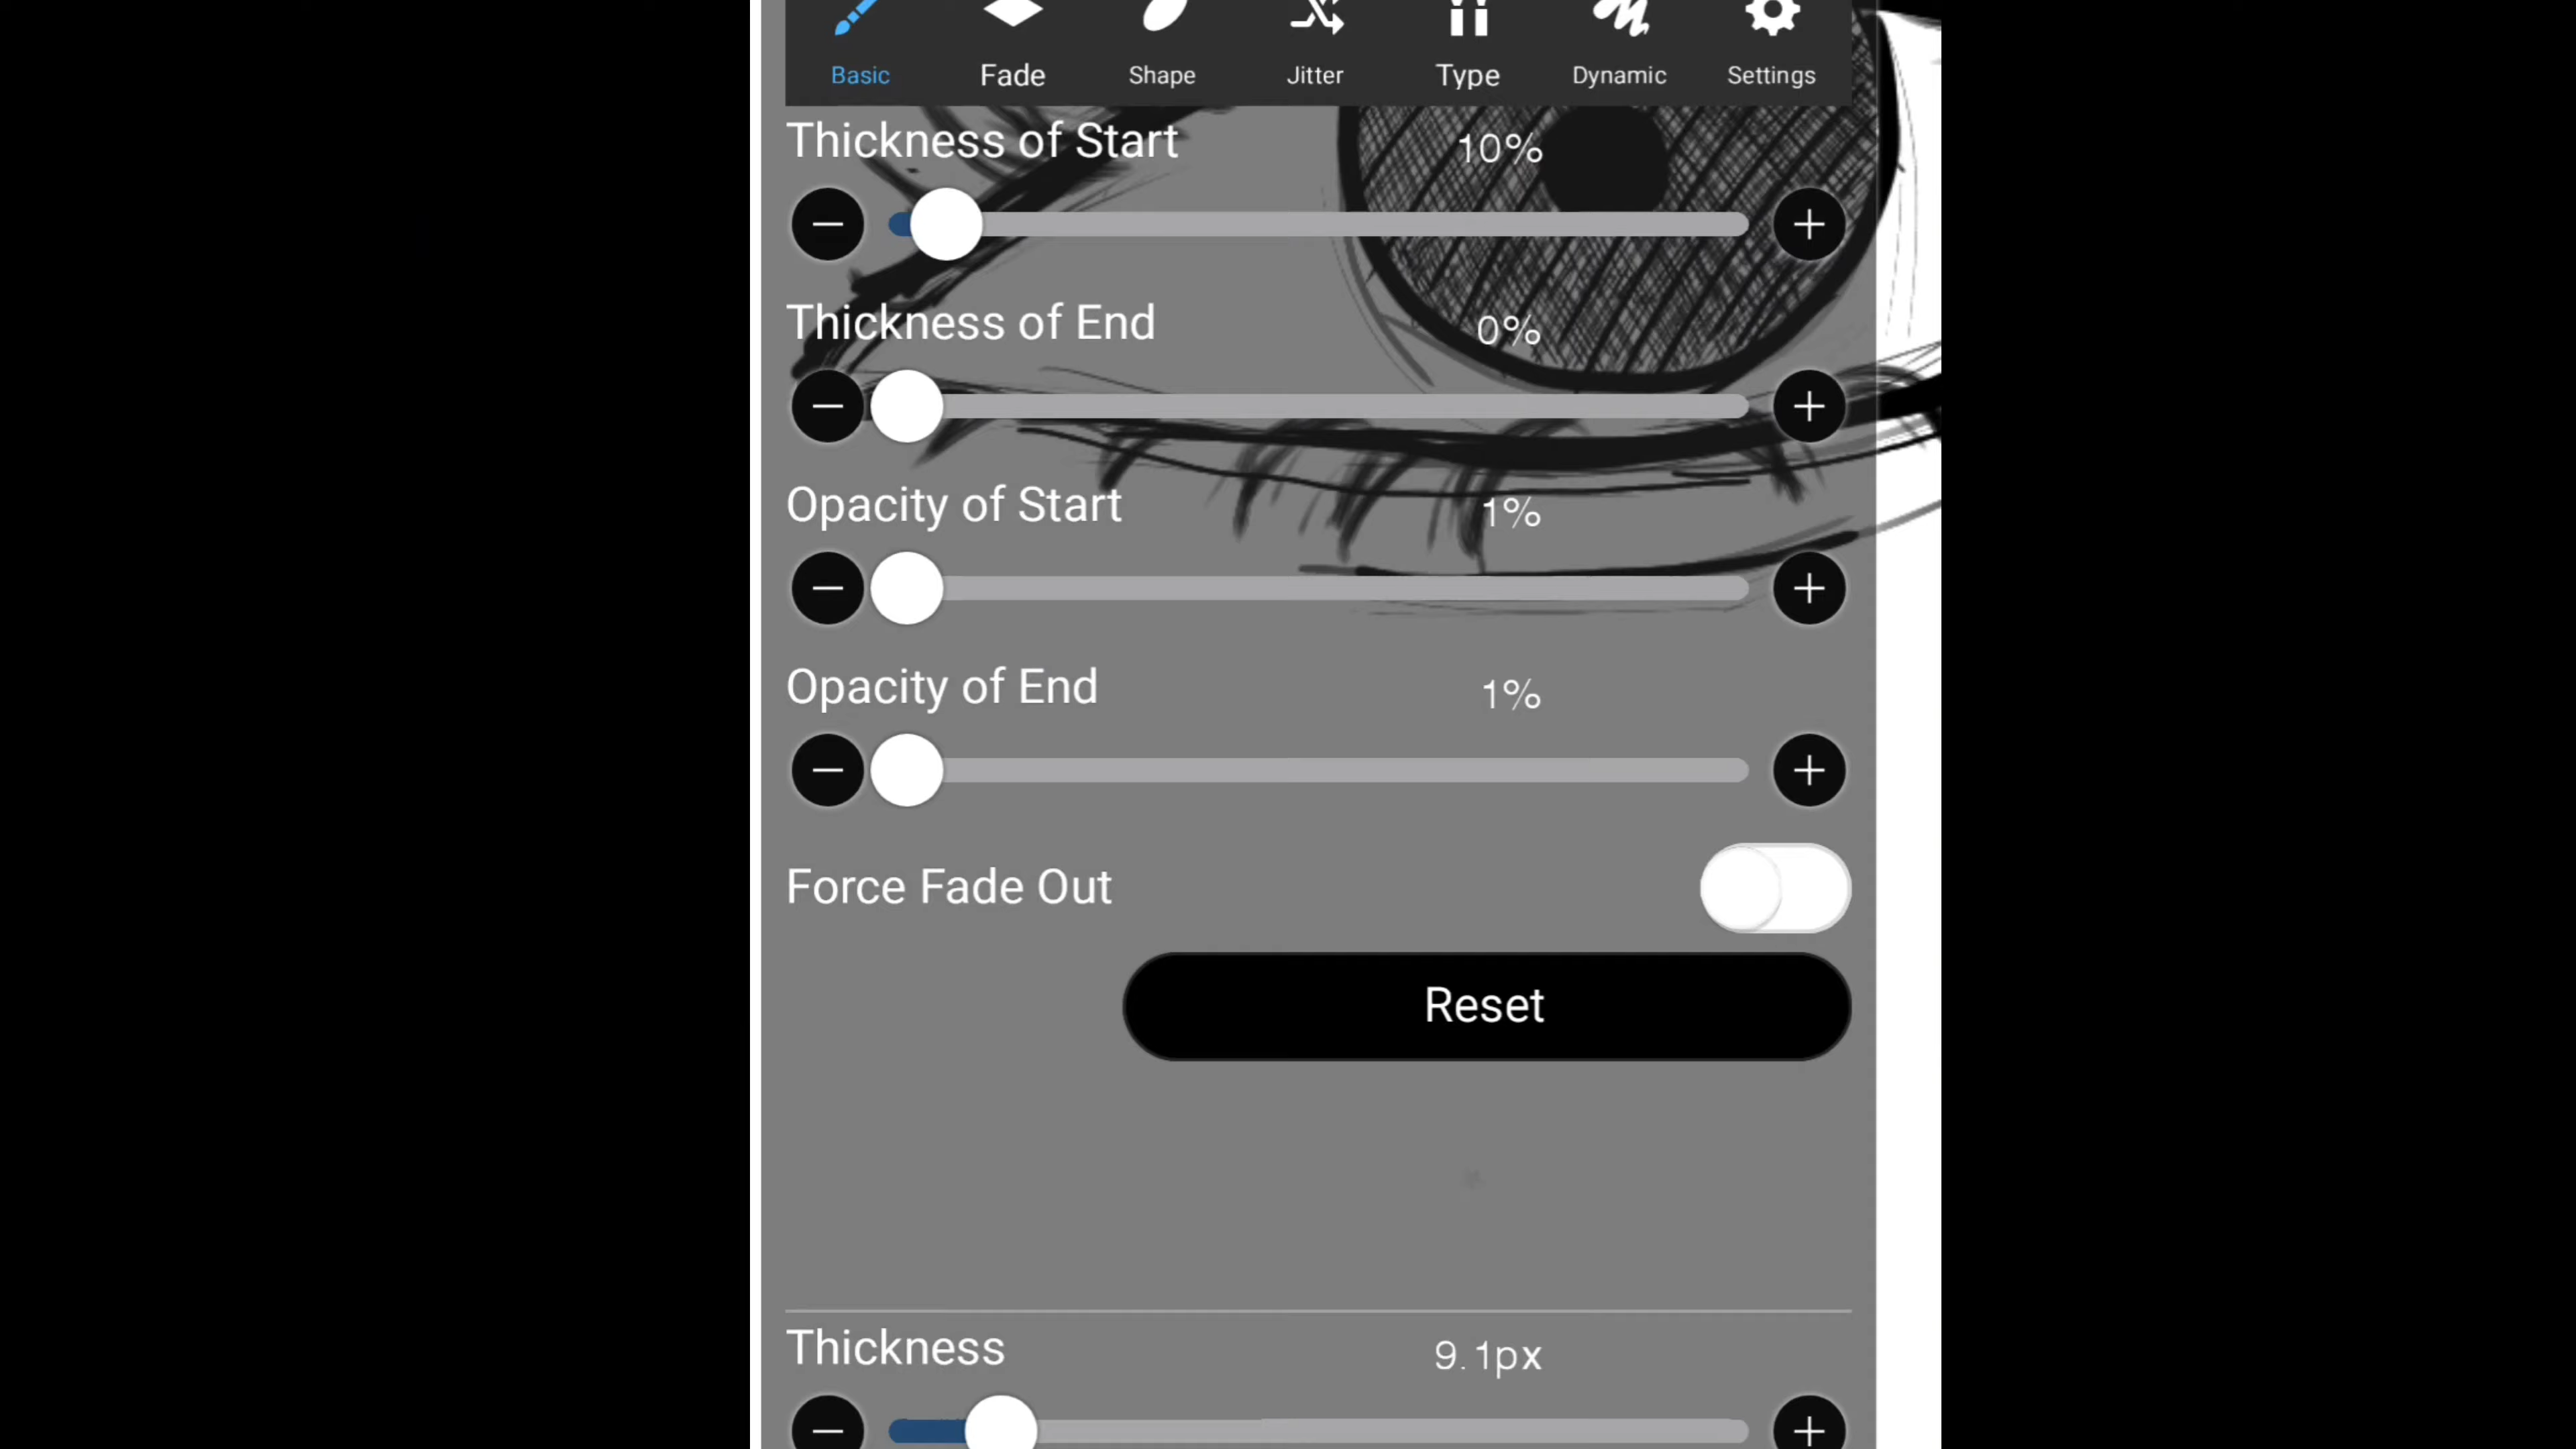 Basic Fade Shape Jitter Type Dynamic Settings
Thickness of Start 10%
Thickness of End 0%
Opacity of Start 1%
Opacity of End 1%
Force Fade Out
Reset
Thickness 9.1px